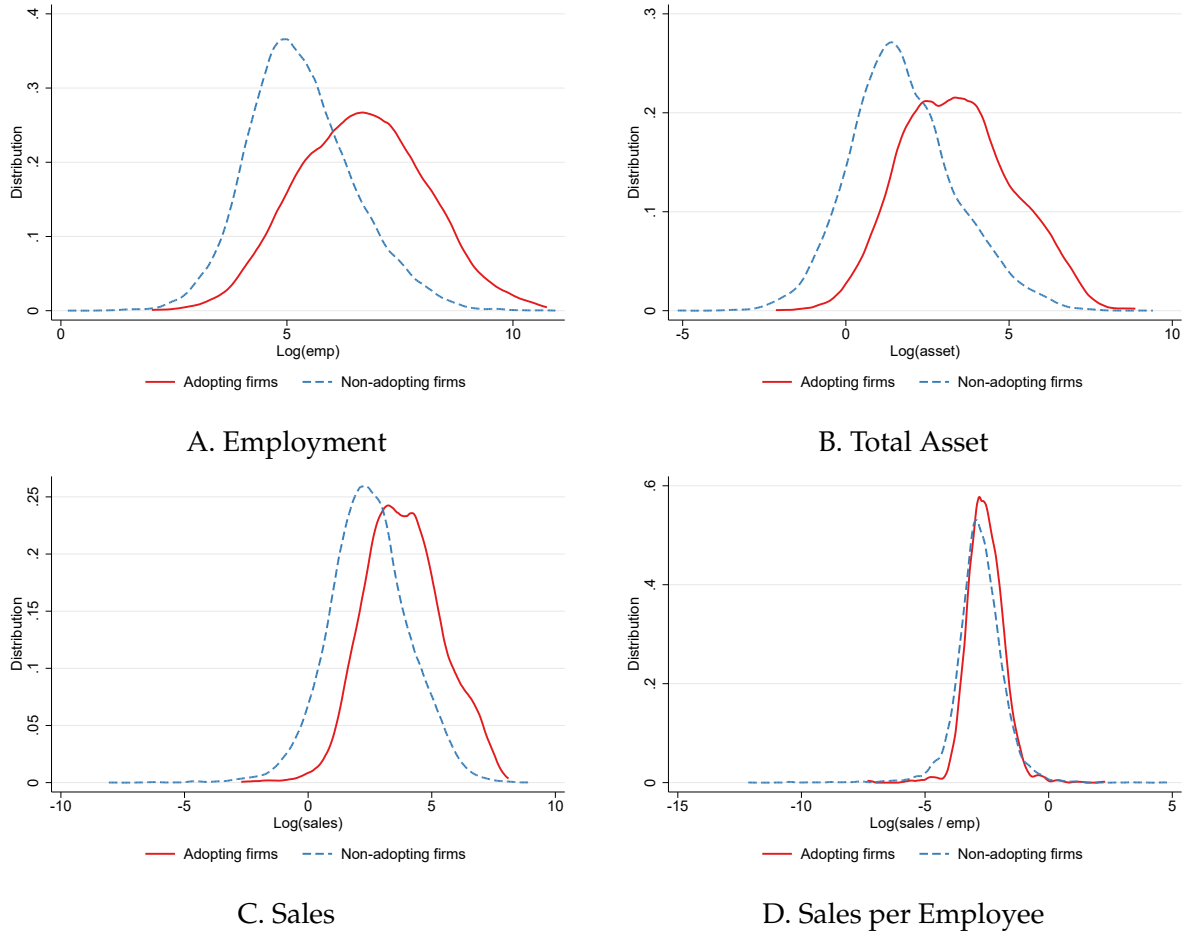 .4
.3
.2
.1
0
Distribution
0 5 10
Log(emp)
Adopting firms Non-adopting firms
A. Employment
.3
.2
.1
0
Distribution
-5 0 5 10
Log(asset)
Adopting firms Non-adopting firms
B. Total Asset
.25
.2
.15
.1
.05
0
Distribution
-10 -5 0 5 10
Log(sales)
Adopting firms Non-adopting firms
C. Sales
.6
.4
.2
0
Distribution
-15 -10 -5 0 5
Log(sales / emp)
Adopting firms Non-adopting firms
D. Sales per Employee